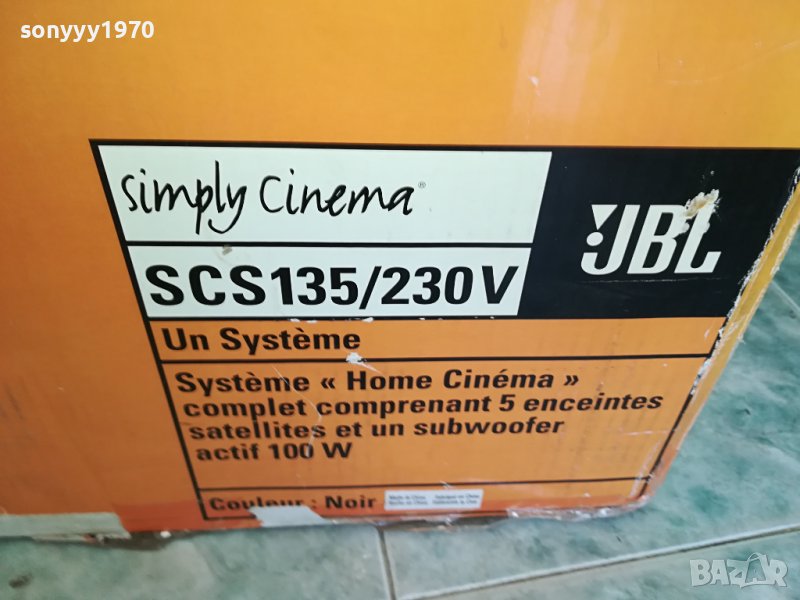 sonyyy1970
Simply Cinema®
JBL
SCS135/230V
Un Système
Système « Home Cinéma »
complet comprenant 5 enceintes
satellites et un subwoofer
actif 100 W
Couleur : Noir
BAZAR